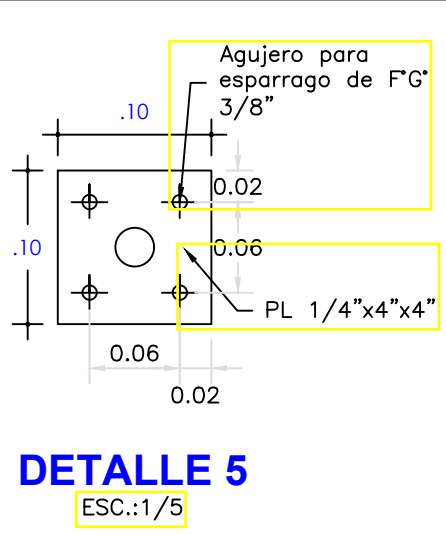 Agujero para
esparrago de F°G°
3/8"
.10
0.02
.10
0.06
PL 1/4"x4"x4"
0.06
0.02
DETALLE 5
ESC.:1/5